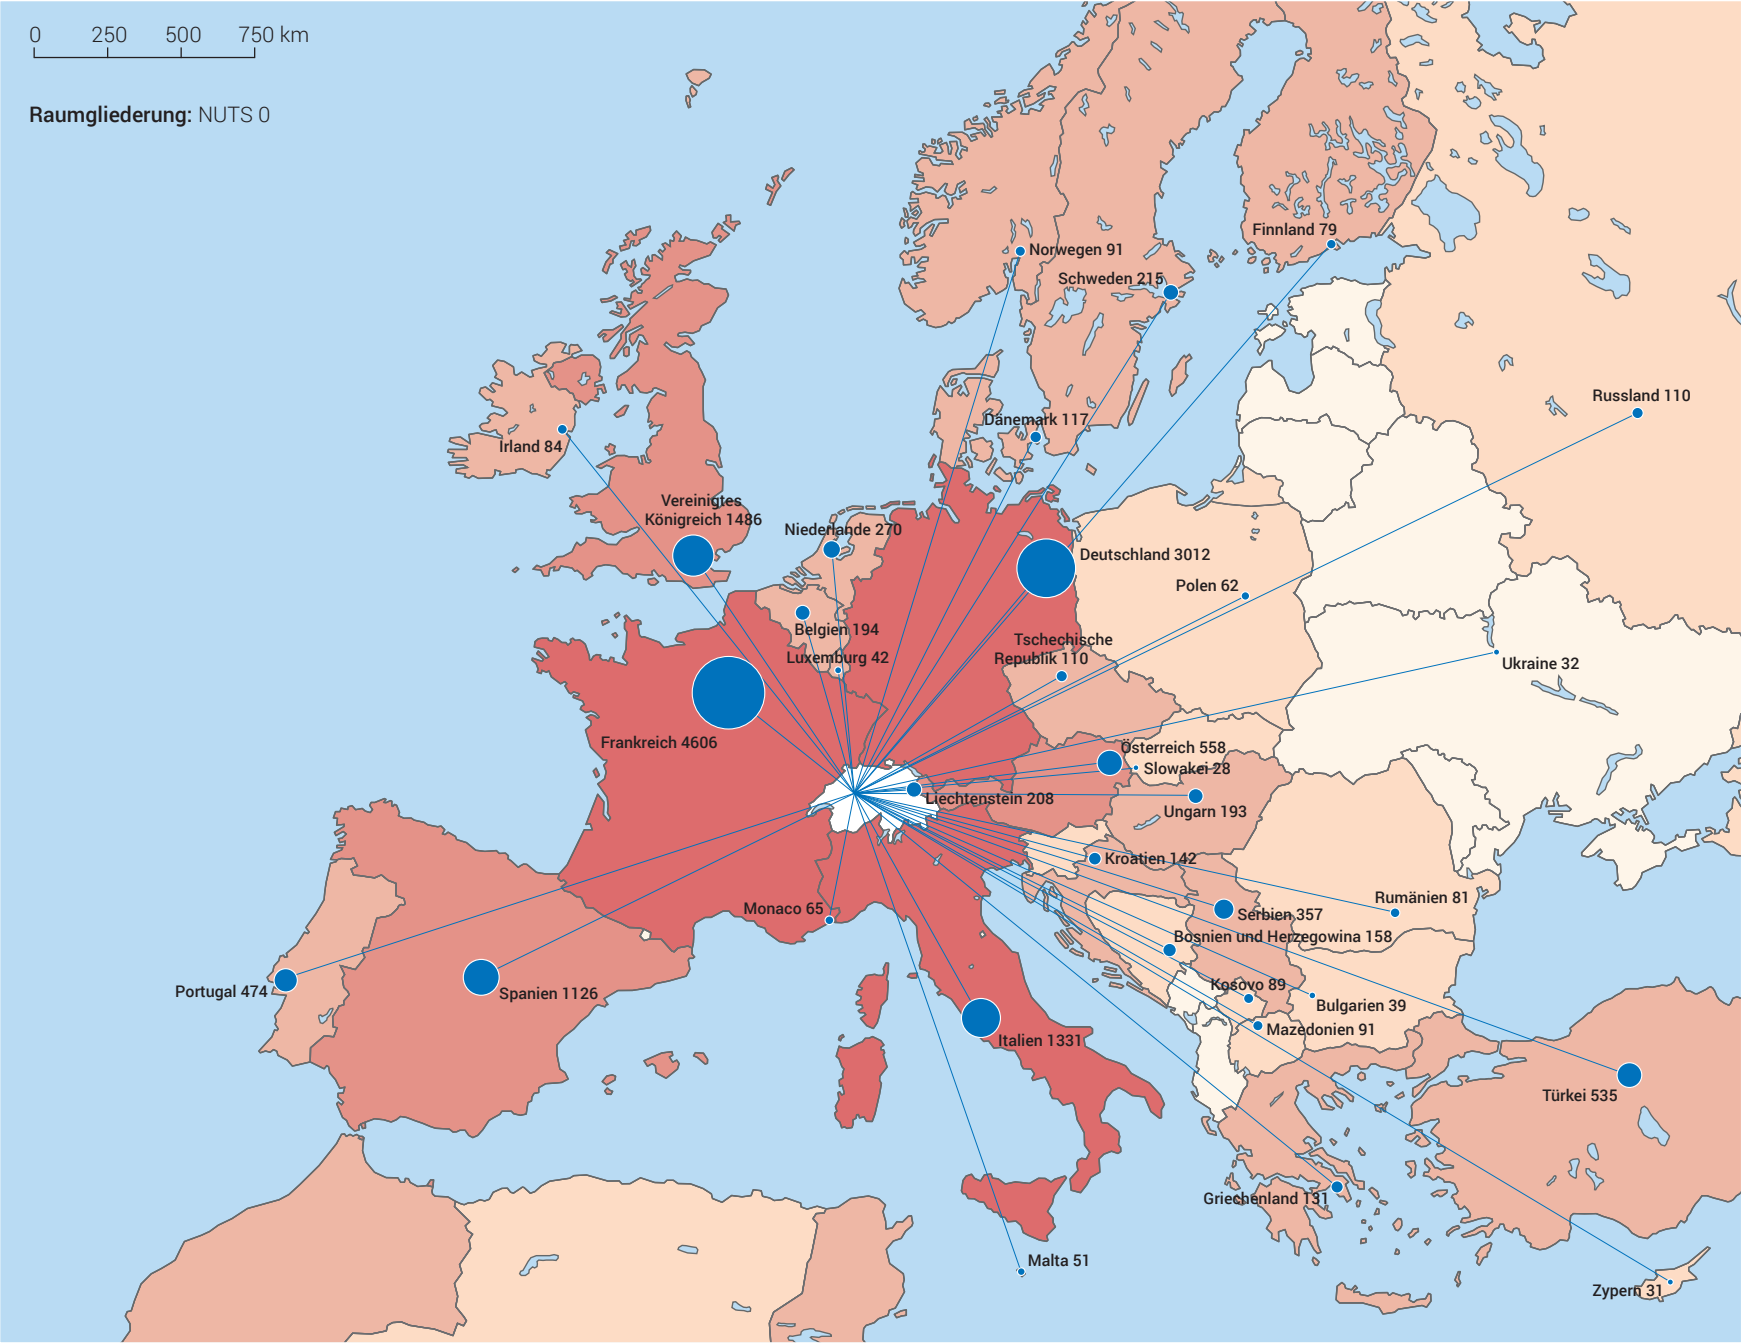 0 250 500 750 km
Raumgliederung: NUTS 0
Finnland 79
Norwegen 91
Schweden 215
Russland 110
Dänemark 117
Irland 84
Vereinigtes
Königreich 1486
Niederlande 270
Deutschland 3012
Polen 62
Belgien 194
Tschechische
Republik 110
Luxemburg 42
Ukraine 32
Frankreich 4606
Österreich 558
Slowakei 28
Liechtenstein 208
Ungarn 193
Kroatien 142
Rumänien 81
Monaco 65
Serbien 357
Bosnien und Herzegowina 158
Kosovo 89
Portugal 474
Spanien 1126
Bulgarien 39
Mazedonien 91
Italien 1331
Türkei 535
Griechenland 131
Malta 51
Zypern 31